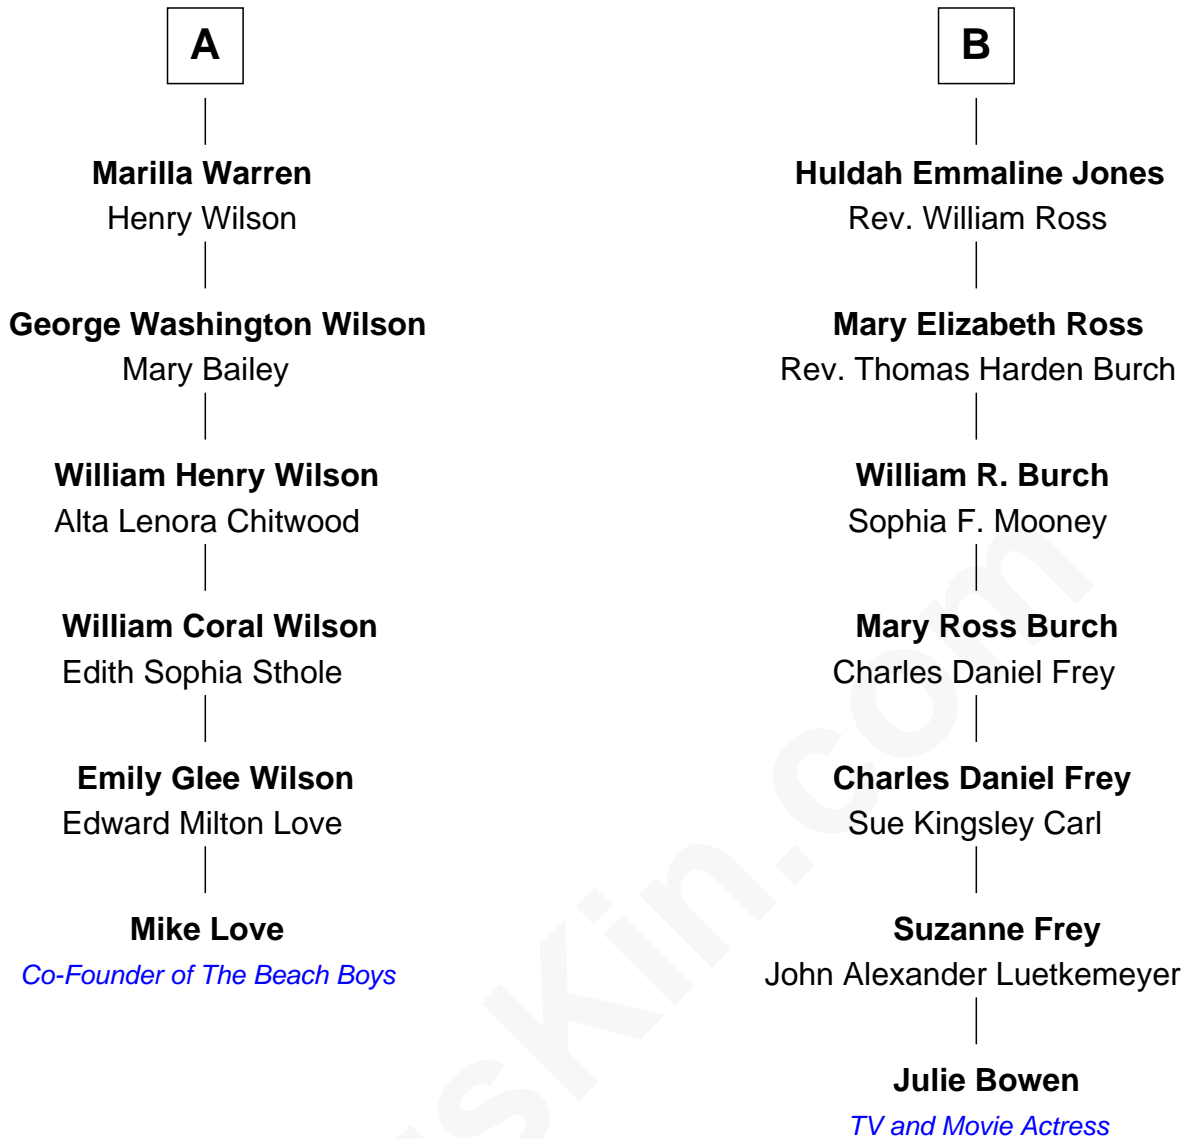 A
Marilla Warren
Henry Wilson
George Washington Wilson
Mary Bailey
William Henry Wilson
Alta Lenora Chitwood
William Coral Wilson
Edith Sophia Sthole
Emily Glee Wilson
Edward Milton Love
Mike Love
Co-Founder of The Beach Boys
B
Huldah Emmaline Jones
Rev. William Ross
Mary Elizabeth Ross
Rev. Thomas Harden Burch
William R. Burch
Sophia F. Mooney
Mary Ross Burch
Charles Daniel Frey
Charles Daniel Frey
Sue Kingsley Carl
Suzanne Frey
John Alexander Luetkemeyer
Julie Bowen
TV and Movie Actress